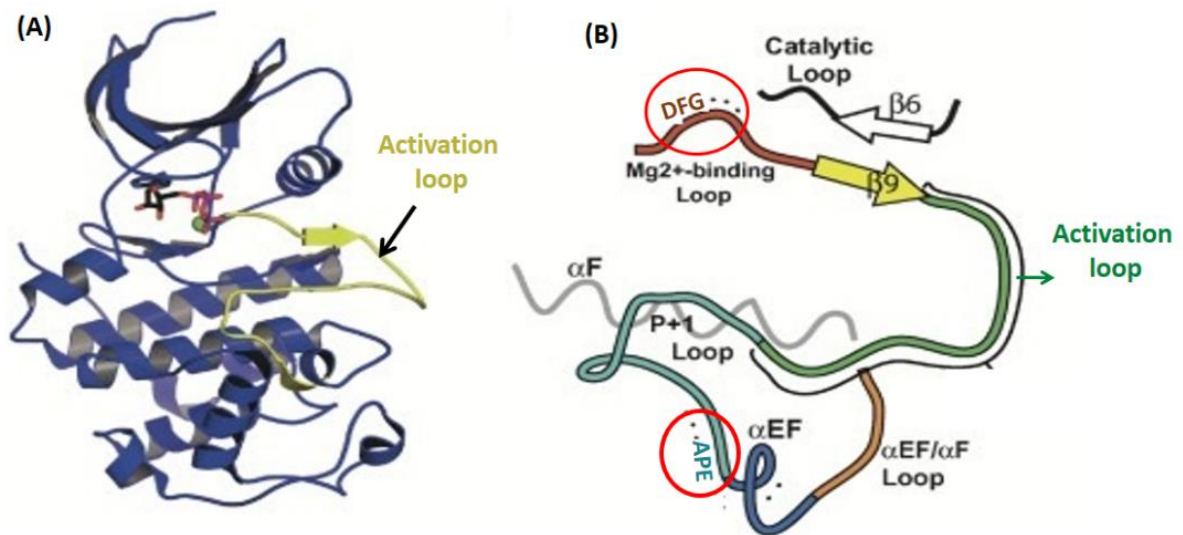 (A)
Activation
loop
(B)
Catalytic
Loop
β6
DFG
Mg2+-binding
Loop
β9
Activation
loop
αF
P+1
Loop
APE
αEF
αEF/αF
Loop